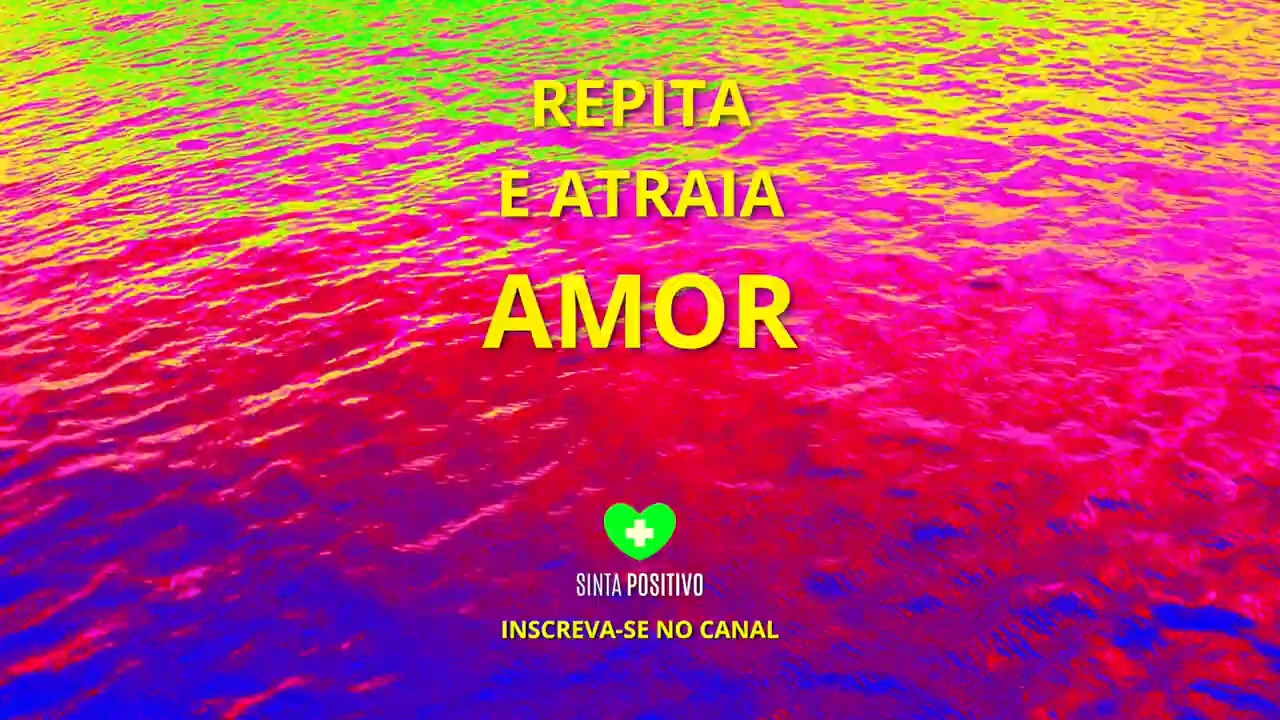 REPITA
E ATRAIA
AMOR
SINTA POSITIVO
INSCREVA-SE NO CANAL